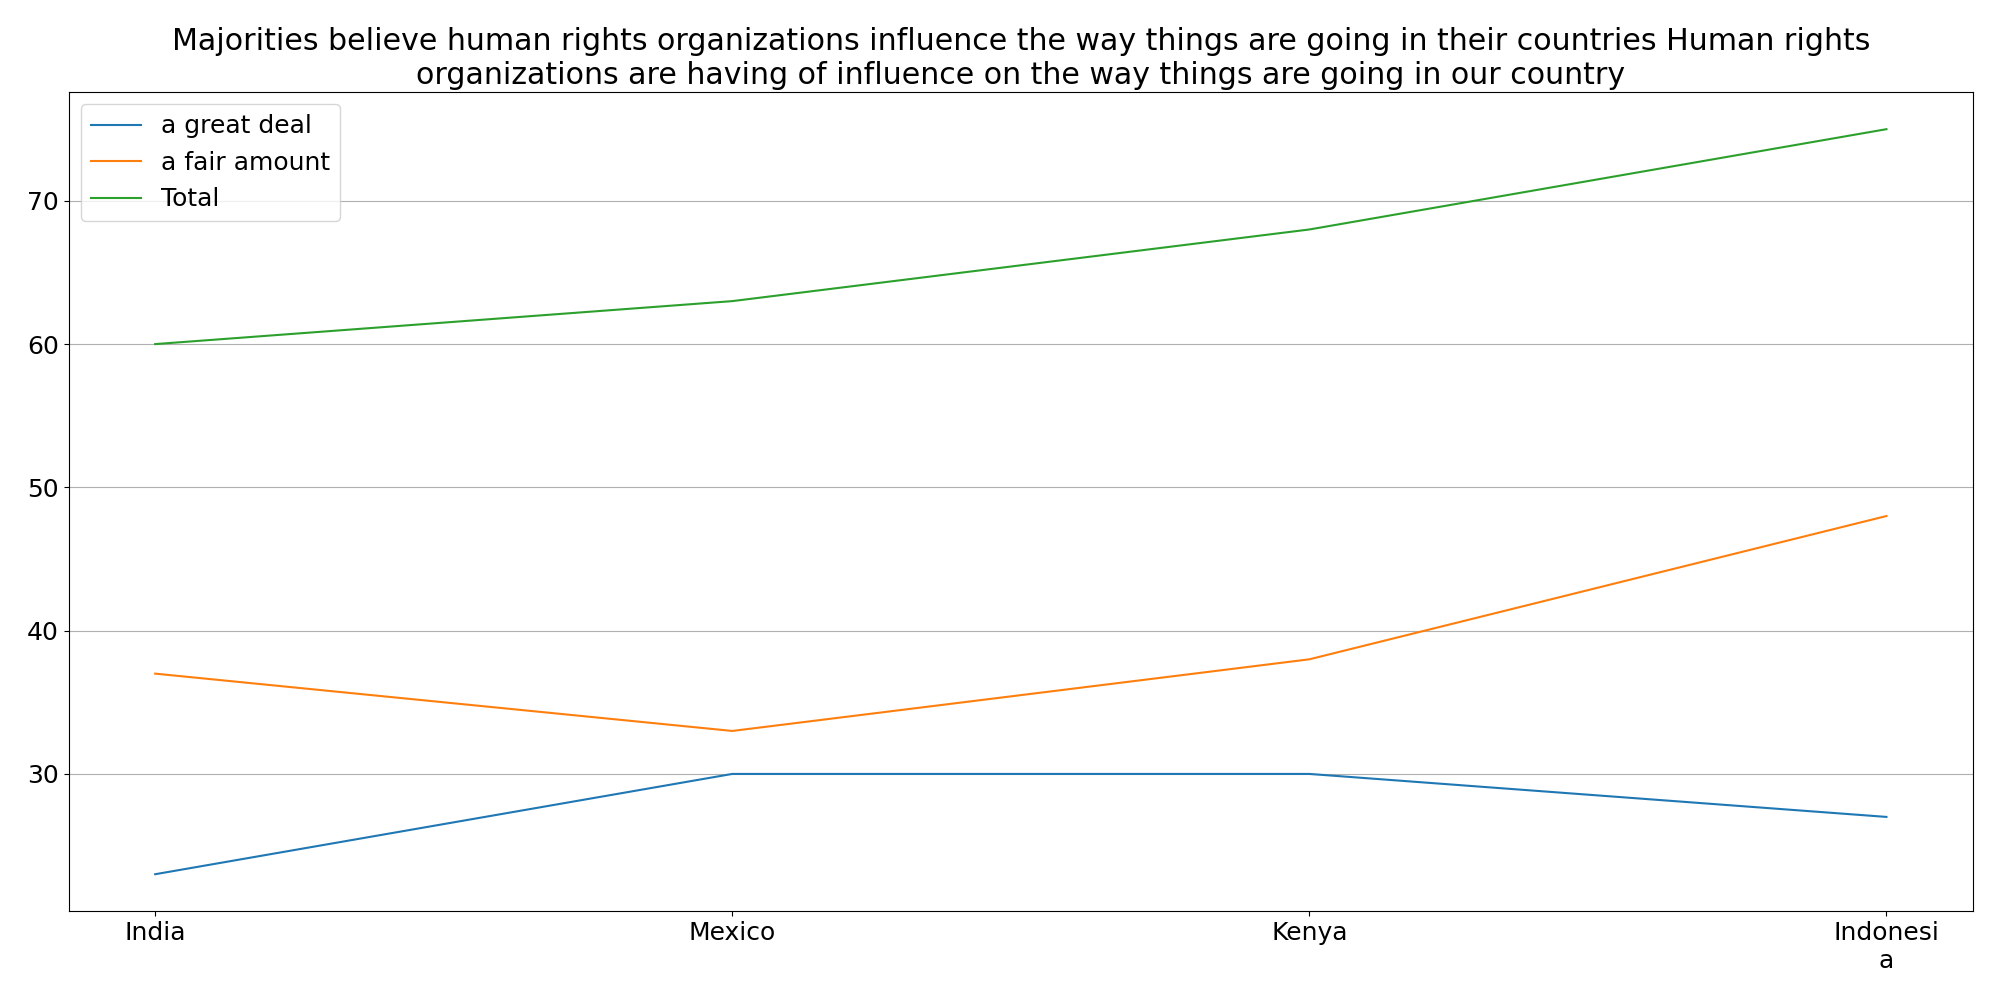 Majorities believe human rights organizations influence the way things are going in their countries Human rights
organizations are having of influence on the way things are going in our country
a great deal
a fair amount
Total
70
60
50
40
30
India
Mexico
Kenya
Indonesi
a